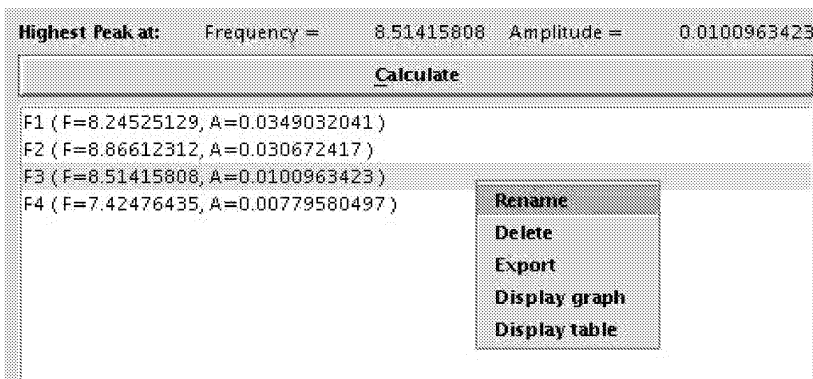 Highest Peak at: Frequency = 8.51415808 Amplitude = 0.0100963423
Calculate
F1 ( F=8.24525129, A=0.0349032041 )
F2 ( F=8.86612312, A=0.030672417 )
F3 ( F=8.51415808, A=0.0100963423 )
F4 ( F=7.42476435, A=0.00779580497 )
Rename
Delete
Export
Display graph
Display table